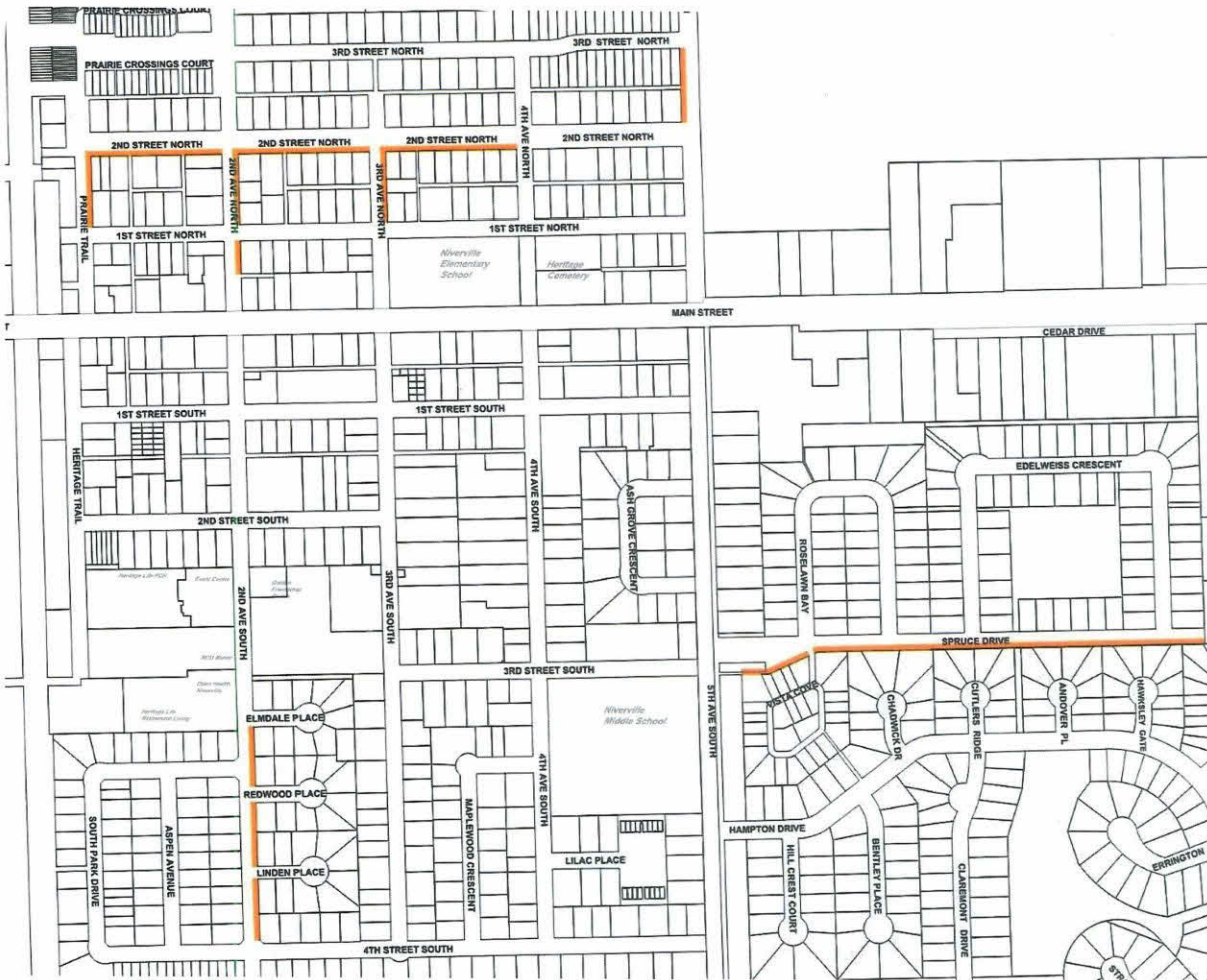 PRAIRIE CROSSINGS COURT
3RD STREET NORTH
3RD STREET NORTH
PRAIRIE CROSSINGS COURT
4TH AVE NORTH
2ND STREET NORTH
2ND STREET NORTH
2ND STREET NORTH
2ND STREET NORTH
PRAIRIE TRAIL
2ND AVE NORTH
3RD AVE NORTH
1ST STREET NORTH
1ST STREET NORTH
Niverville
Elementary
School
Heritage
Cemetery
MAIN STREET
CEDAR DRIVE
1ST STREET SOUTH
1ST STREET SOUTH
HERITAGE TRAIL
4TH AVE SOUTH
ASH GROVE CRESCENT
EDELWEISS CRESCENT
2ND STREET SOUTH
ROSELAWN BAY
2ND AVE SOUTH
3RD AVE SOUTH
SPRUCE DRIVE
3RD STREET SOUTH
5TH AVE SOUTH
VISTA COVE
CHADWICK DR
CUTLERS RIDGE
ANDOVER PL
HAWKSLEY GATE
Heritage Life
Retirement Living
ELMDALE PLACE
Niverville
Middle School
REDWOOD PLACE
4TH AVE SOUTH
SOUTH PARK DRIVE
ASPEN AVENUE
MAPLEWOOD CRESCENT
HAMPTON DRIVE
LINDEN PLACE
LILAC PLACE
HILL CREST COURT
BENTLEY PLACE
CLAREMONT DRIVE
ERRINGTON
4TH STREET SOUTH
STR